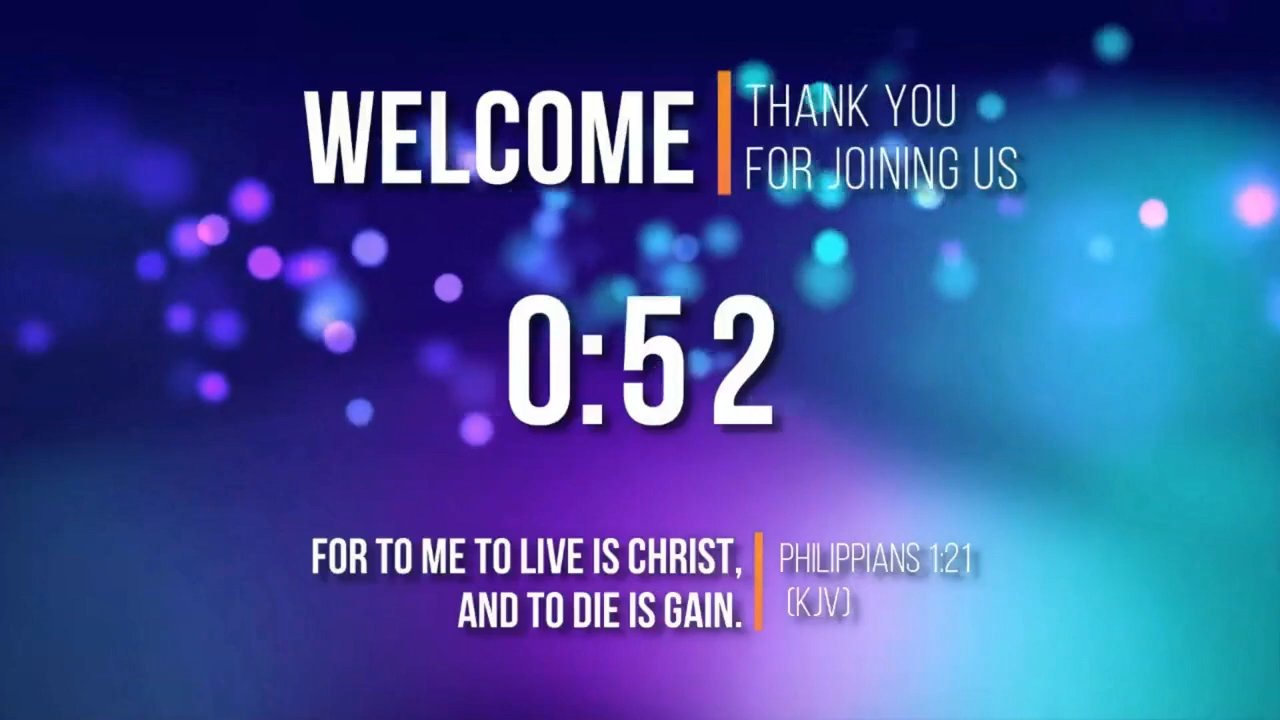 WELCOME
THANK YOU
FOR JOINING US
0:52
FOR TO ME TO LIVE IS CHRIST,
AND TO DIE IS GAIN.
PHILIPPIANS 1:21
(KJV)